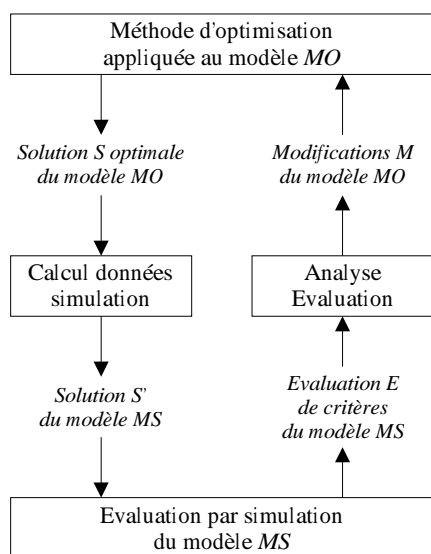 Méthode d'optimisation
appliquée au modèle MO
Solution S optimale
du modèle MO
Modifications M
du modèle MO
Calcul données
simulation
Analyse
Evaluation
Solution S'
du modèle MS
Evaluation E
de critères
du modèle MS
Evaluation par simulation
du modèle MS